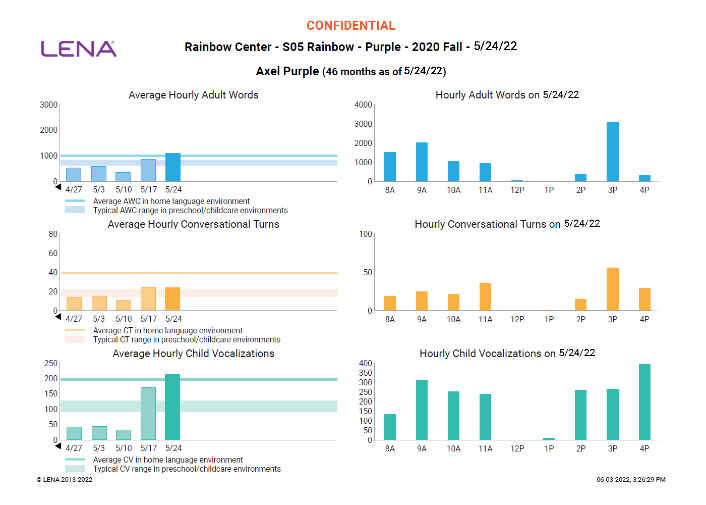 CONFIDENTIAL
LENA
Rainbow Center - S05 Rainbow - Purple - 2020 Fall - 5/24/22
Axel Purple (46 months as of 5/24/22)
Average Hourly Adult Words
3000
2000
1000
0
4/27 5/3 5/10 5/17 5/24
Average AWC in home language environment
Typical AWC range in preschool/childcare environments
Hourly Adult Words on 5/24/22
4000
3000
2000
1000
0
8A 9A 10A 11A 12P 1P 2P 3P 4P
Average Hourly Conversational Turns
80
60
40
20
0
4/27 5/3 5/10 5/17 5/24
Average CT in home language environment
Typical CT range in preschool/childcare environments
Hourly Conversational Turns on 5/24/22
100
50
0
8A 9A 10A 11A 12P 1P 2P 3P 4P
Average Hourly Child Vocalizations
250
200
150
100
50
0
4/27 5/3 5/10 5/17 5/24
Average CV in home language environment
Typical CV range in preschool/childcare environments
Hourly Child Vocalizations on 5/24/22
400
350
300
250
200
150
100
50
0
8A 9A 10A 11A 12P 1P 2P 3P 4P
© LENA 2013-2022
06-03-2022, 3:26:29 PM